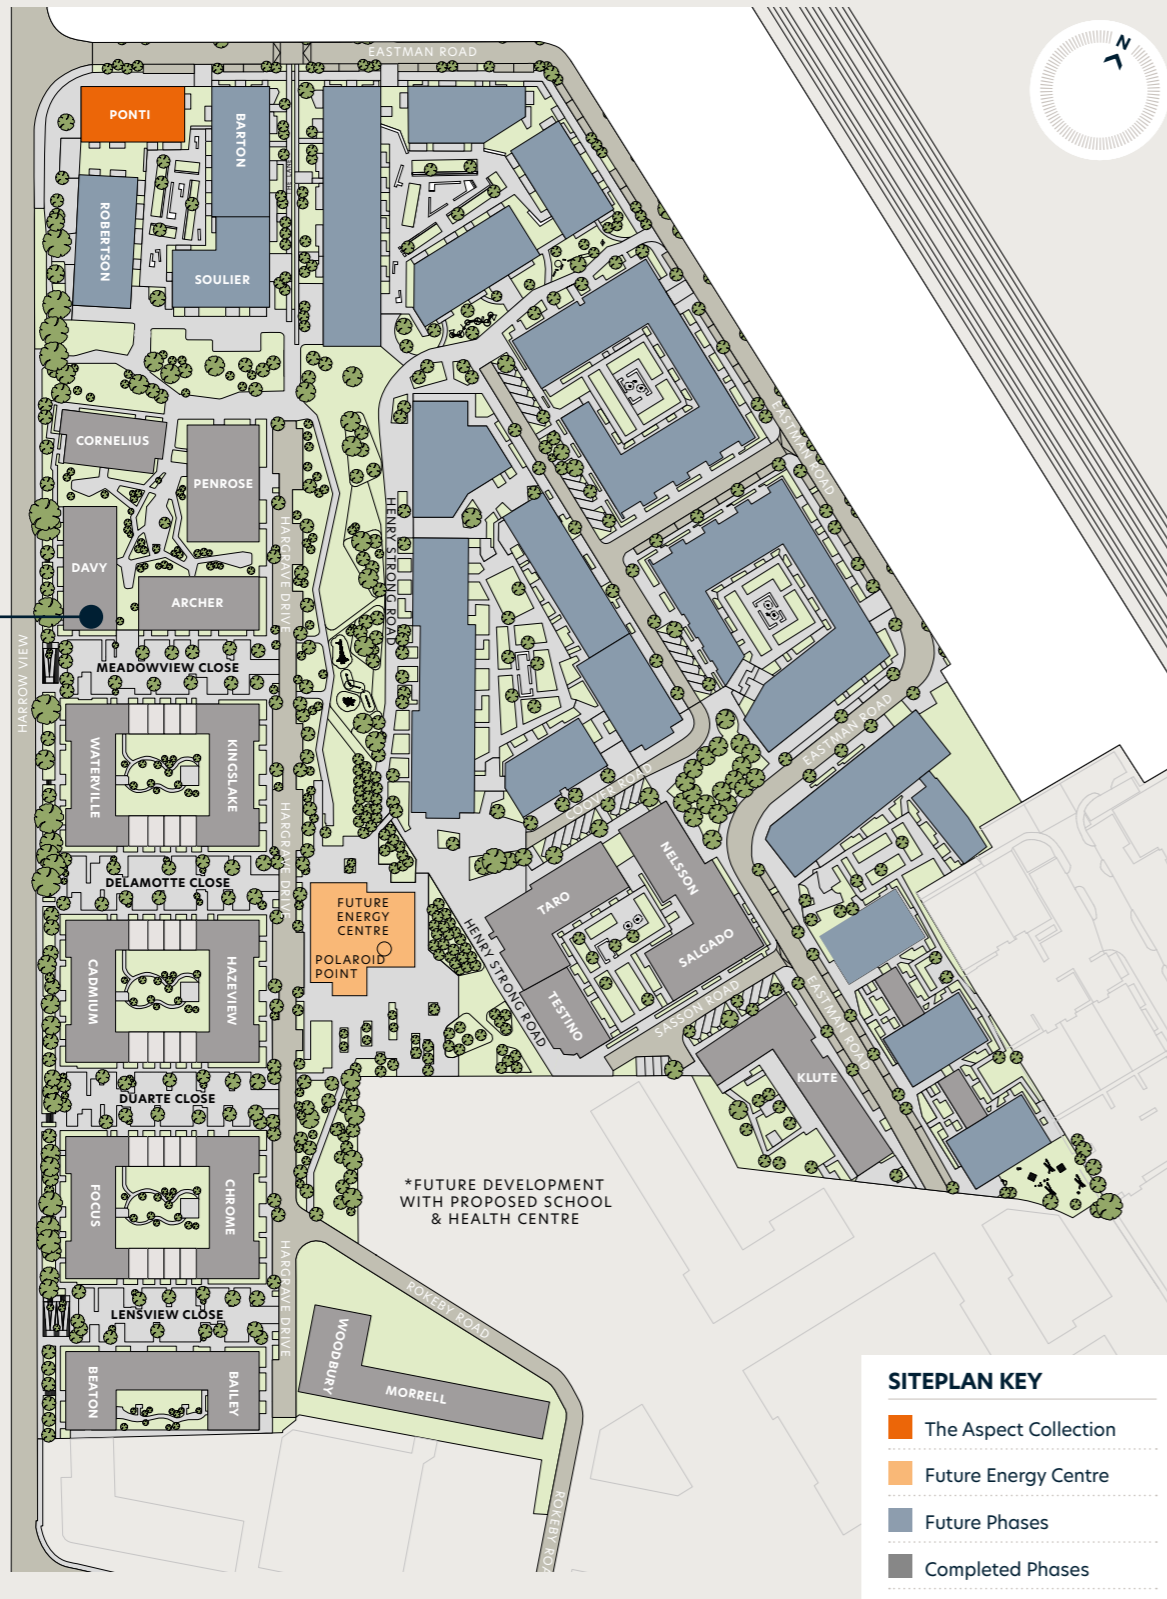 EASTMAN ROAD
N
PONTI
BARTON
THE LANE
ROBERTSON
SOULIER
CORNELIUS
PENROSE
EASTMAN ROAD
HENRY STRONG ROAD
HARGRAVE DRIVE
DAVY
ARCHER
HARROW VIEW
MEADOWVIEW CLOSE
WATERVILLE
KINGSLAKE
EASTMAN ROAD
COOVER ROAD
HARGRAVE DRIVE
DELAMOTTE CLOSE
NELSSON
TARO
FUTURE
ENERGY
CENTRE
POLAROID
POINT
HENRY STRONG ROAD
SALGADO
CADMIUM
HAZEVIEW
TESTINO
SASSON ROAD
EASTMAN ROAD
KLUTE
DUARTE CLOSE
FOCUS
CHROME
*FUTURE DEVELOPMENT
WITH PROPOSED SCHOOL
& HEALTH CENTRE
HARGRAVE DRIVE
LENSVIEW CLOSE
ROKEBY ROAD
WOODBURY
MORRELL
BEATON
BAILEY
ROKEBY ROA
SITEPLAN KEY
The Aspect Collection
Future Energy Centre
Future Phases
Completed Phases